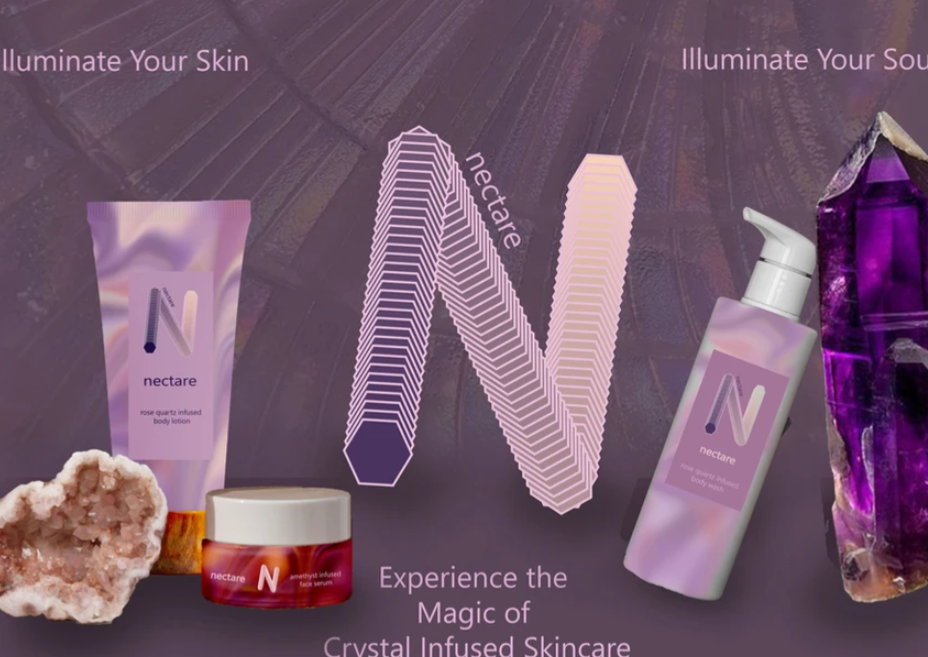 lluminate Your Skin
Illuminate Your Sou
nectare
N
nectare
rose quartz infused
body lotion
nectare
rose quartz infused
body wash
nectare N amethyst infused
face serum
Experience the
Magic of
Crystal Infused Skincare